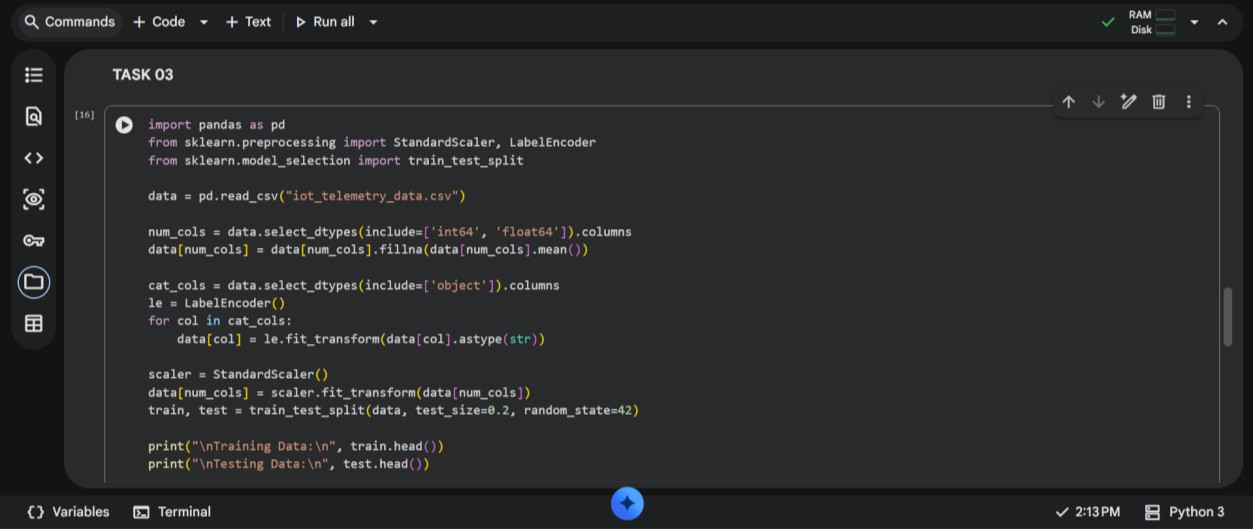 Commands + Code + Text Run all
RAM
Disk
TASK 03
[16]
import pandas as pd
from sklearn.preprocessing import StandardScaler, LabelEncoder
from sklearn.model_selection import train_test_split
data = pd.read_csv("iot_telemetry_data.csv")
num_cols = data.select_dtypes(include=['int64', 'float64']).columns
data[num_cols] = data[num_cols].fillna(data[num_cols].mean())
cat_cols = data.select_dtypes(include=['object']).columns
le = LabelEncoder()
for col in cat_cols:
    data[col] = le.fit_transform(data[col].astype(str))
scaler = StandardScaler()
data[num_cols] = scaler.fit_transform(data[num_cols])
train, test = train_test_split(data, test_size=0.2, random_state=42)
print("\nTraining Data:\n", train.head())
print("\nTesting Data:\n", test.head())
{} Variables Terminal 2:13 PM Python 3